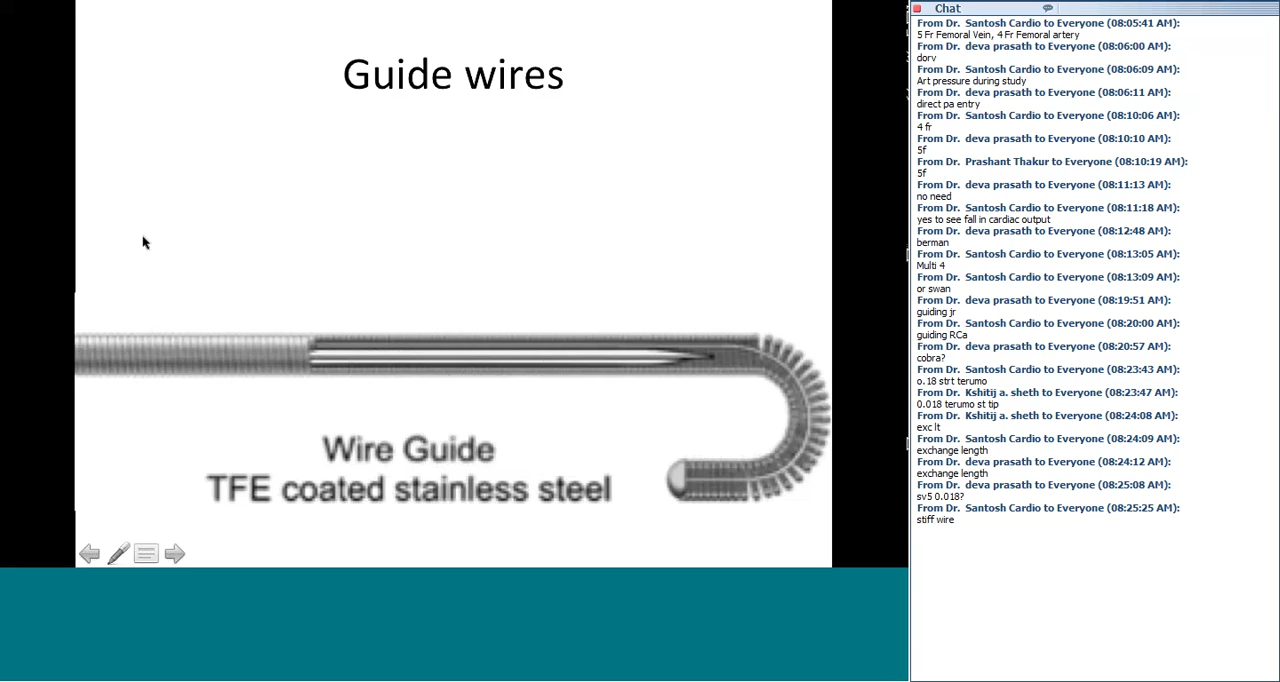 Guide wires
Wire Guide
TFE coated stainless steel
Chat
From Dr. Santosh Cardio to Everyone (08:05:41 AM):
5 Fr Femoral Vein, 4 Fr Femoral artery
From Dr. deva prasath to Everyone (08:06:00 AM):
dorv
From Dr. Santosh Cardio to Everyone (08:06:09 AM):
Art pressure during study
From Dr. deva prasath to Everyone (08:06:11 AM):
direct pa entry
From Dr. Santosh Cardio to Everyone (08:10:06 AM):
4 fr
From Dr. deva prasath to Everyone (08:10:10 AM):
5f
From Dr. Prashant Thakur to Everyone (08:10:19 AM):
5f
From Dr. deva prasath to Everyone (08:11:13 AM):
no need
From Dr. Santosh Cardio to Everyone (08:11:18 AM):
yes to see fall in cardiac output
From Dr. deva prasath to Everyone (08:12:48 AM):
berman
From Dr. Santosh Cardio to Everyone (08:13:05 AM):
Multi 4
From Dr. Santosh Cardio to Everyone (08:13:09 AM):
or swan
From Dr. deva prasath to Everyone (08:19:51 AM):
guiding jr
From Dr. Santosh Cardio to Everyone (08:20:00 AM):
guiding RCa
From Dr. deva prasath to Everyone (08:20:57 AM):
cobra?
From Dr. Santosh Cardio to Everyone (08:23:43 AM):
o.18 strt terumo
From Dr. Kshitij a. sheth to Everyone (08:23:47 AM):
0.018 terumo st tip
From Dr. Kshitij a. sheth to Everyone (08:24:08 AM):
exc lt
From Dr. Santosh Cardio to Everyone (08:24:09 AM):
exchange length
From Dr. deva prasath to Everyone (08:24:12 AM):
exchange length
From Dr. deva prasath to Everyone (08:25:08 AM):
sv5 0.018?
From Dr. Santosh Cardio to Everyone (08:25:25 AM):
stiff wire